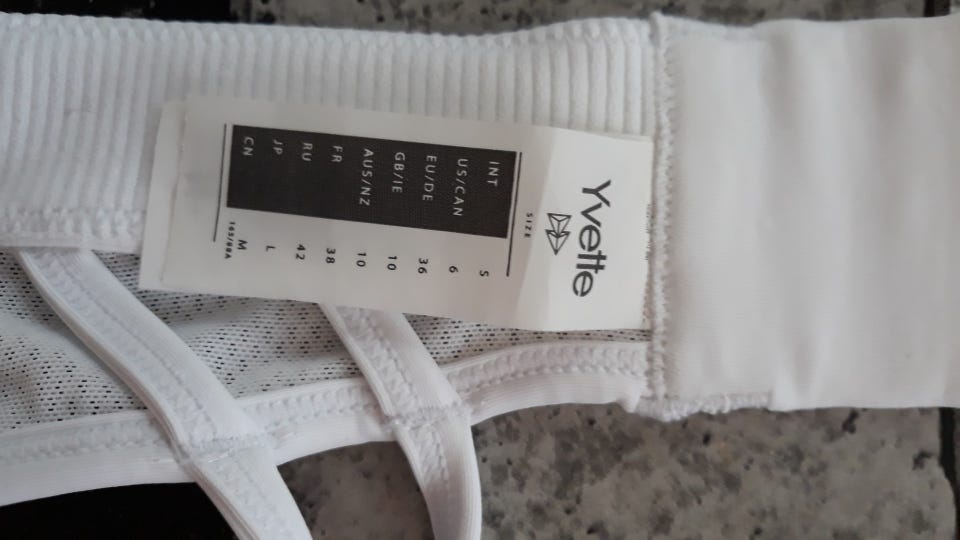 Yvette
SIZE
INT S
US/CAN 6
EU/DE 36
GB/IE 10
AUS/NZ 10
FR 38
RU 42
JP L
CN M
165/88A